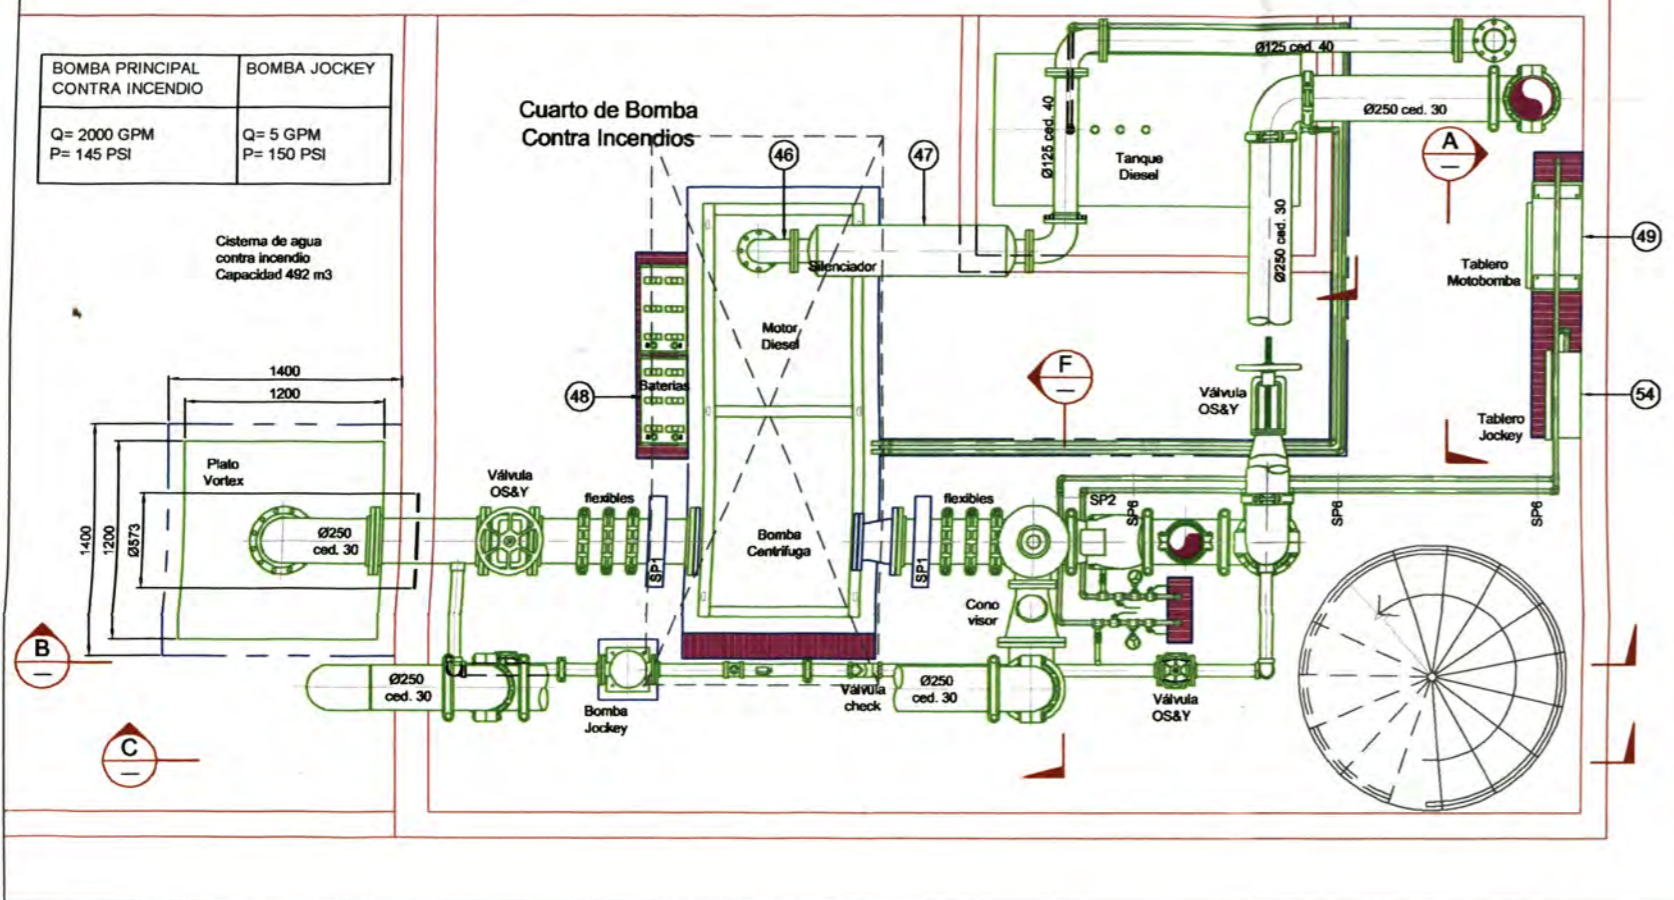 BOMBA PRINCIPAL
CONTRA INCENDIO
BOMBA JOCKEY
Q= 2000 GPM
P= 145 PSI
Q= 5 GPM
P= 150 PSI
Cisterna de agua
contra incendio
Capacidad 492 m3
Cuarto de Bomba
Contra Incendios
46
47
Ø125 ced. 40
Ø125 ced. 40
Ø250 ced. 30
Tanque
Diesel
A
49
Tablero
Motobomba
Ø250 ced. 30
Silenciador
Motor
Diesel
Baterias
48
F
Válvula
OS&Y
54
Tablero
Jockey
1400
1200
1400
1200
Ø573
Plato
Vortex
Ø250
ced. 30
Válvula
OS&Y
flexibles
SP1
Bomba
Centrifuga
SP1
flexibles
SP2
SP6
SP6
SP6
Cono
visor
B
C
Ø250
ced. 30
Bomba
Jockey
Válvula
check
Ø250
ced. 30
Válvula
OS&Y